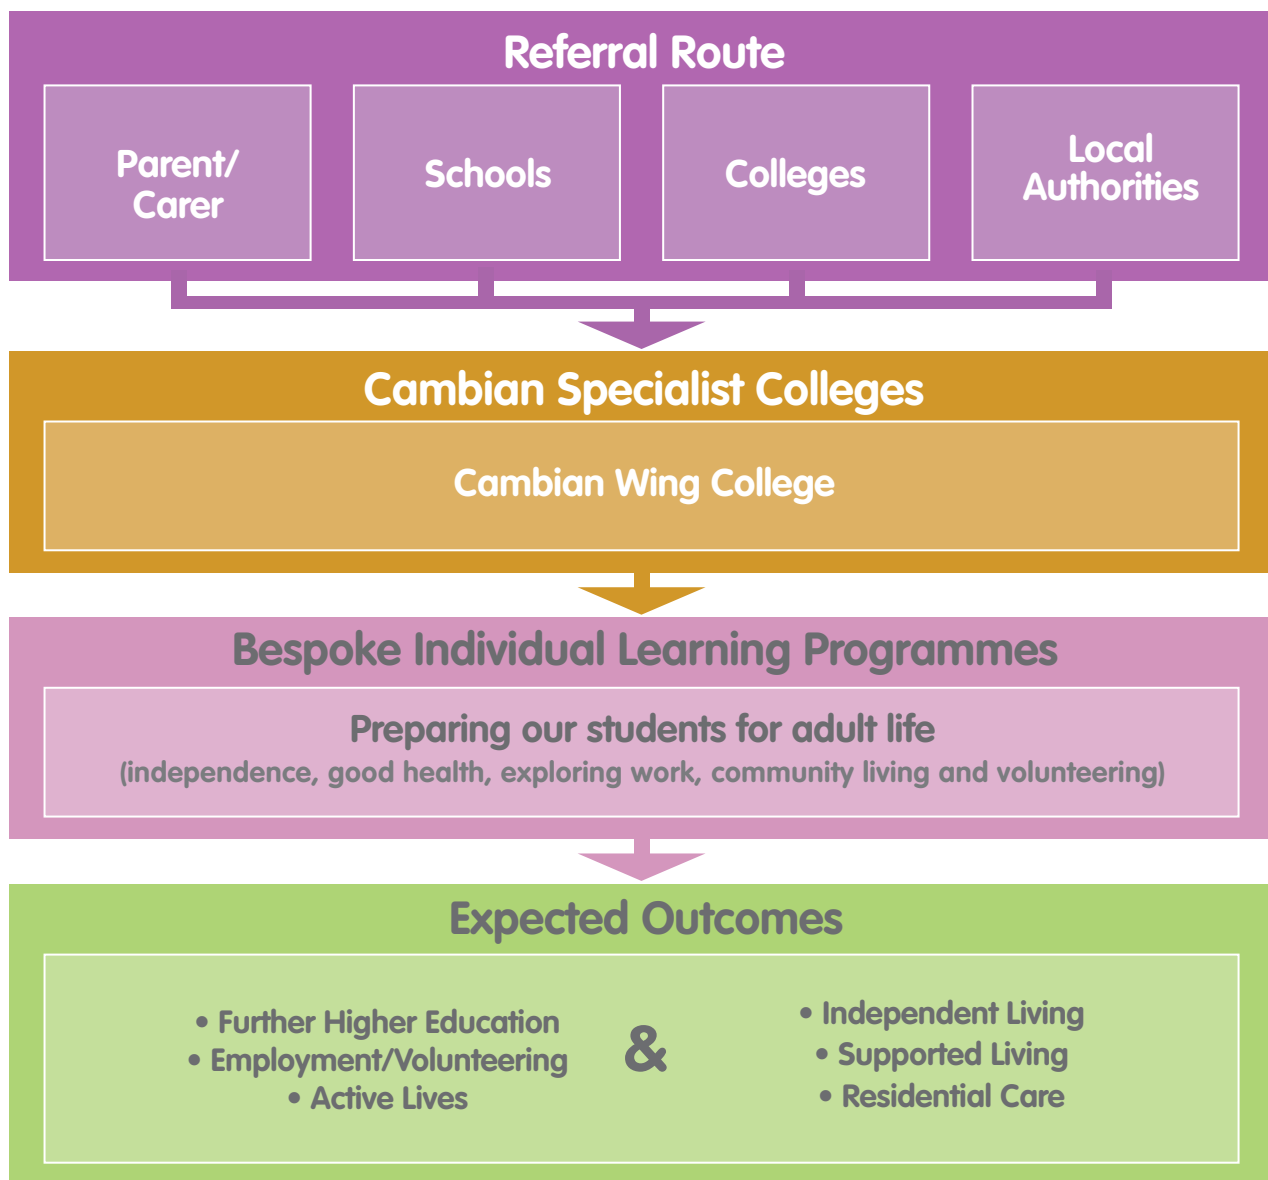 Referral Route
Parent/
Carer
Schools
Colleges
Local
Authorities
Cambian Specialist Colleges
Cambian Wing College
Bespoke Individual Learning Programmes
Preparing our students for adult life
(independence, good health, exploring work, community living and volunteering)
Expected Outcomes
• Further Higher Education
• Employment/Volunteering
• Active Lives
&
• Independent Living
• Supported Living
• Residential Care